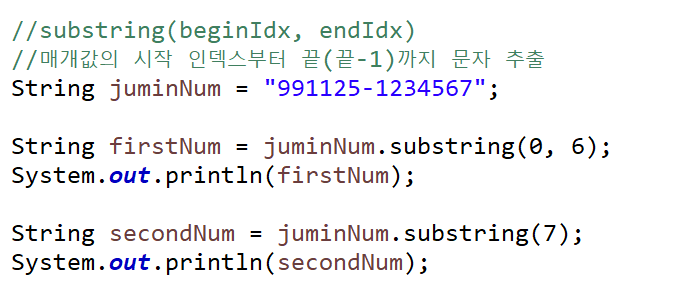 //substring(beginIdx, endIdx)
//매개값의 시작 인덱스부터 끝(끝-1)까지 문자 추출
String juminNum = "991125-1234567";
String firstNum = juminNum.substring(0, 6);
System.out.println(firstNum);
String secondNum = juminNum.substring(7);
System.out.println(secondNum);